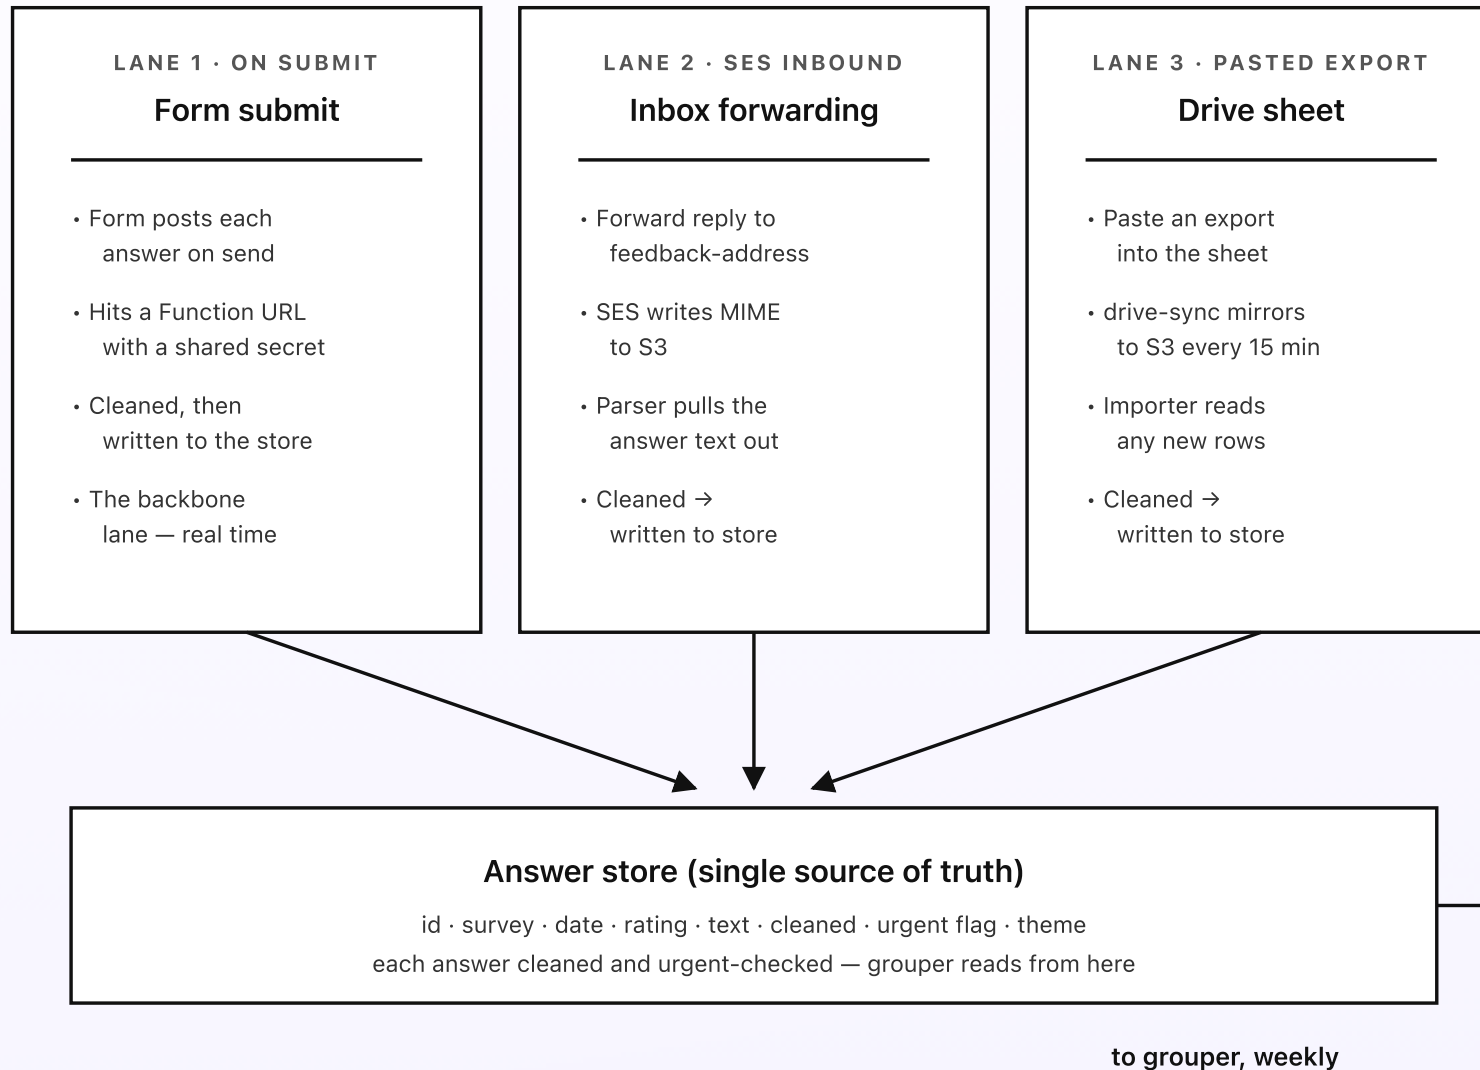 LANE 1 · ON SUBMIT
Form submit
• Form posts each
answer on send
• Hits a Function URL
with a shared secret
• Cleaned, then
written to the store
• The backbone
lane — real time
LANE 2 · SES INBOUND
Inbox forwarding
• Forward reply to
feedback-address
• SES writes MIME
to S3
• Parser pulls the
answer text out
• Cleaned →
written to store
LANE 3 · PASTED EXPORT
Drive sheet
• Paste an export
into the sheet
• drive-sync mirrors
to S3 every 15 min
• Importer reads
any new rows
• Cleaned →
written to store
Answer store (single source of truth)
id · survey · date · rating · text · cleaned · urgent flag · theme
each answer cleaned and urgent-checked — grouper reads from here
to grouper, weekly